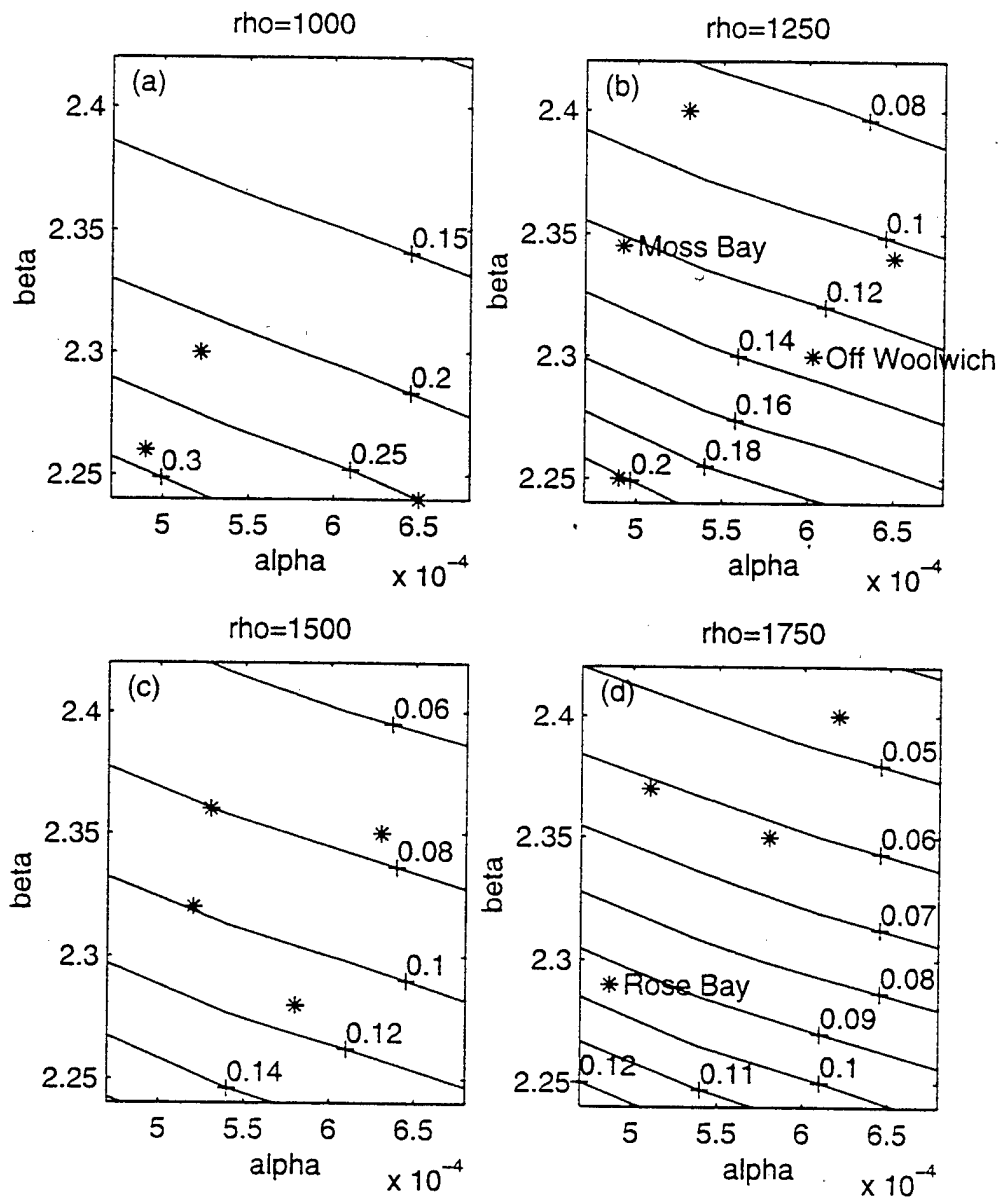 rho=1000
(a)
2.4
2.35
2.3
2.25
beta
0.15
0.2
0.25
0.3
5
5.5
6
6.5
alpha
x 10⁻⁴
rho=1250
(b)
2.4
2.35
2.3
2.25
beta
0.08
0.1
Moss Bay
0.12
0.14
Off Woolwich
0.16
0.18
0.2
5
5.5
6
6.5
alpha
x 10⁻⁴
rho=1500
(c)
2.4
2.35
2.3
2.25
beta
0.06
0.08
0.1
0.12
0.14
5
5.5
6
6.5
alpha
x 10⁻⁴
rho=1750
(d)
2.4
2.35
2.3
2.25
beta
0.05
0.06
0.07
0.08
Rose Bay
0.09
0.1
0.11
0.12
5
5.5
6
6.5
alpha
x 10⁻⁴